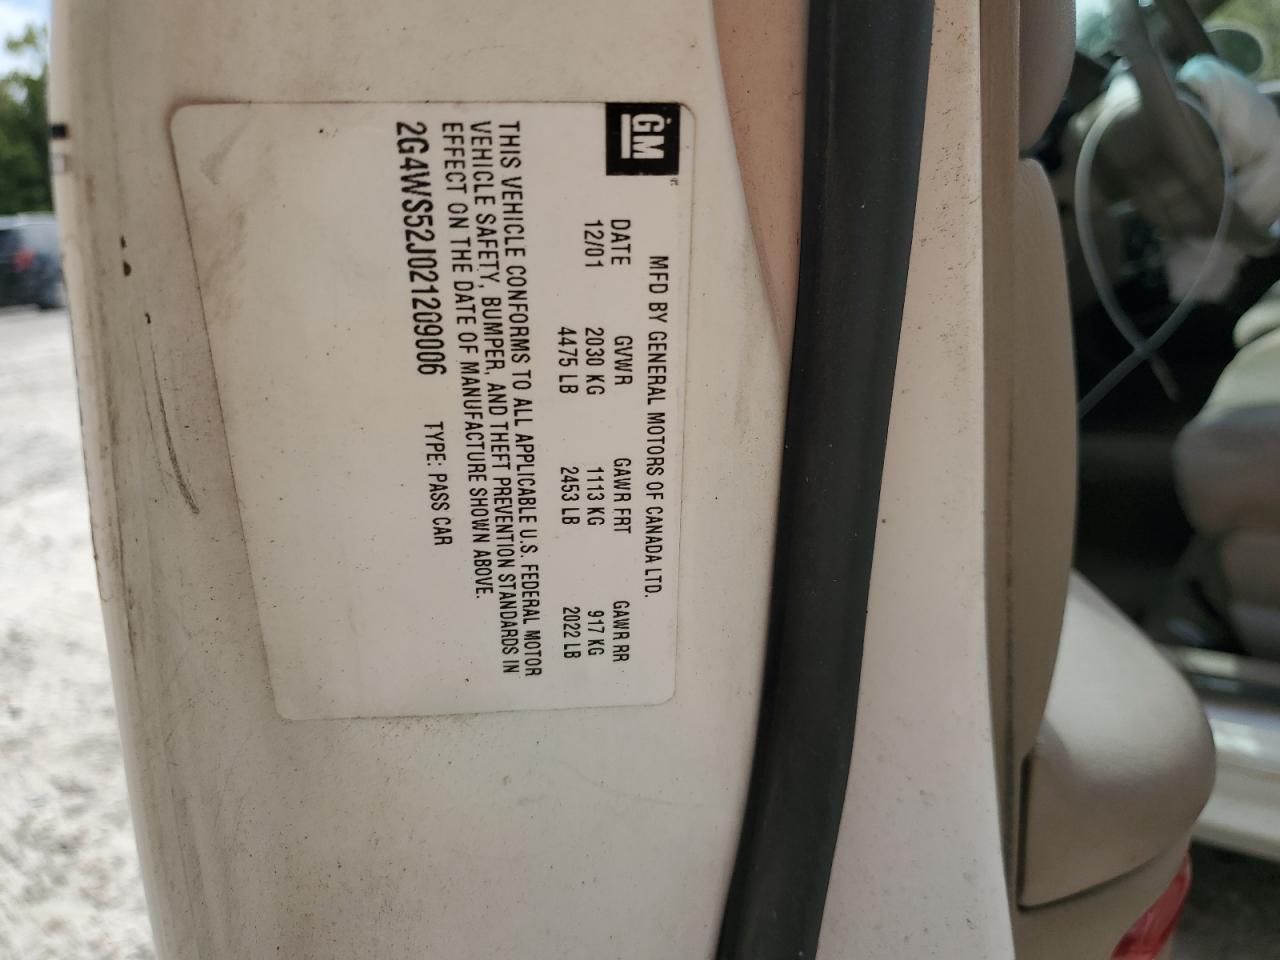 GM
MFD BY GENERAL MOTORS OF CANADA LTD.
DATE GVWR GAWR FRT GAWR RR
12/01 2030 KG 1113 KG 917 KG
4475 LB 2453 LB 2022 LB
THIS VEHICLE CONFORMS TO ALL APPLICABLE U.S. FEDERAL MOTOR
VEHICLE SAFETY, BUMPER, AND THEFT PREVENTION STANDARDS IN
EFFECT ON THE DATE OF MANUFACTURE SHOWN ABOVE.
2G4WS52J021209006 TYPE: PASS CAR